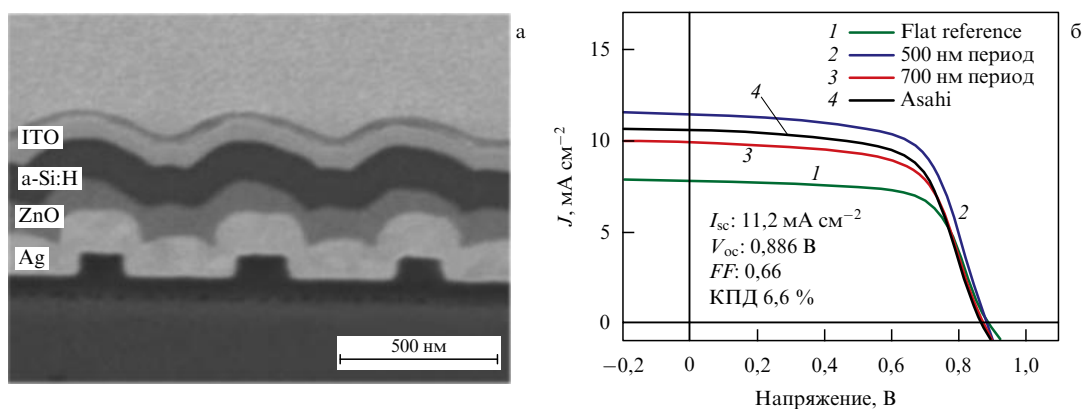 а
ITO
a-Si:H
ZnO
Ag
500 нм
б
J, мА см⁻²
15
10
5
0
−0,2
0
0,2
0,4
0,6
0,8
1,0
Напряжение, В
1 Flat reference
2 500 нм период
3 700 нм период
4 Asahi
4
3
1
2
Isc: 11,2 мА см⁻²
Voc: 0,886 В
FF: 0,66
КПД 6,6 %